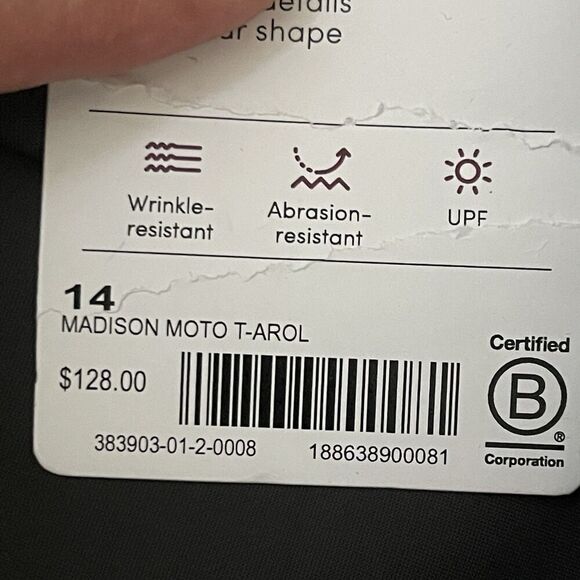 details
ur shape
Wrinkle-
resistant
Abrasion-
resistant
UPF
14
MADISON MOTO T-AROL
$128.00
383903-01-2-0008
188638900081
Certified
B
®
Corporation